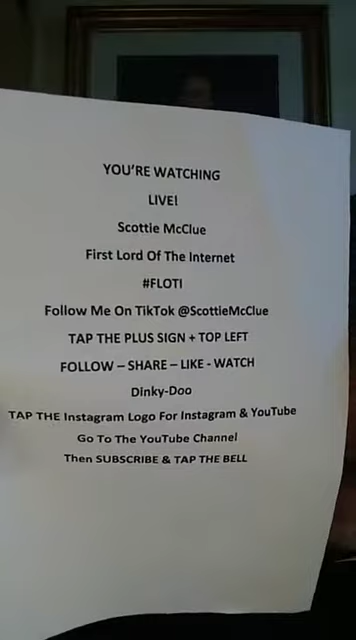 YOU'RE WATCHING
LIVE!
Scottie McClue
First Lord Of The Internet
#FLOTI
Follow Me On TikTok @ScottieMcClue
TAP THE PLUS SIGN + TOP LEFT
FOLLOW – SHARE – LIKE - WATCH
Dinky-Doo
TAP THE Instagram Logo For Instagram & YouTube
Go To The YouTube Channel
Then SUBSCRIBE & TAP THE BELL